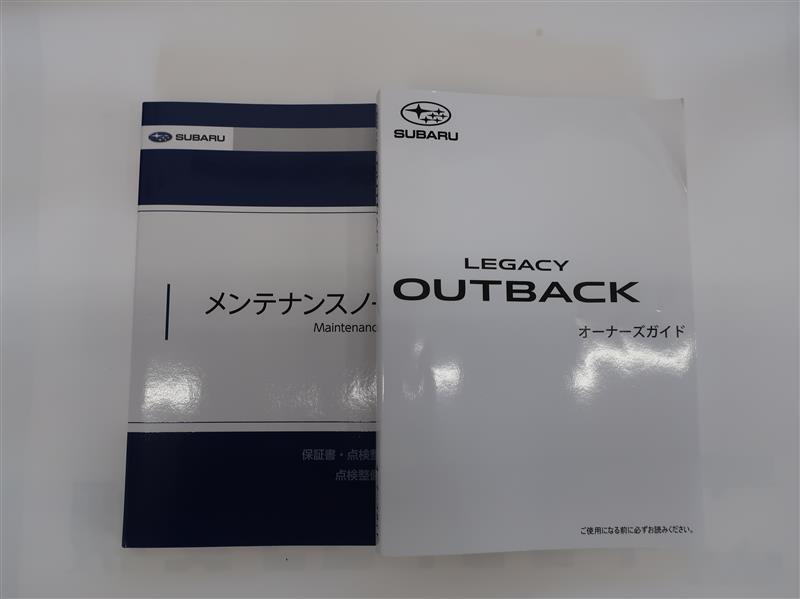 SUBARU
メンテナンスノー
Maintenanc
保証書・点検整
点検整備
SUBARU
LEGACY
OUTBACK
オーナーズガイド
ご使用になる前に必ずお読みください。